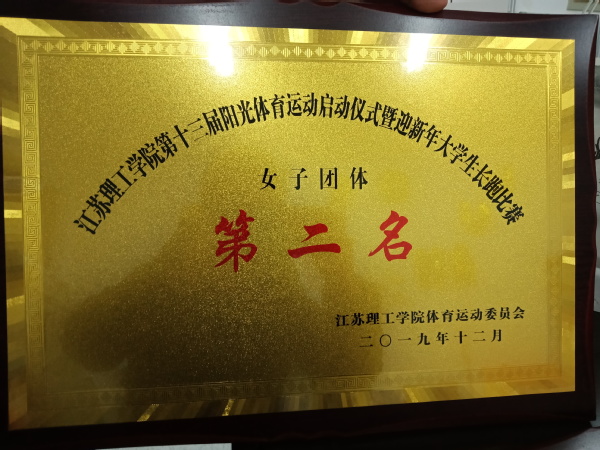 江苏理工学院第十三届阳光体育运动启动仪式暨迎新年大学生长跑比赛
女子团体
第二名
江苏理工学院体育运动委员会
二〇一九年十二月